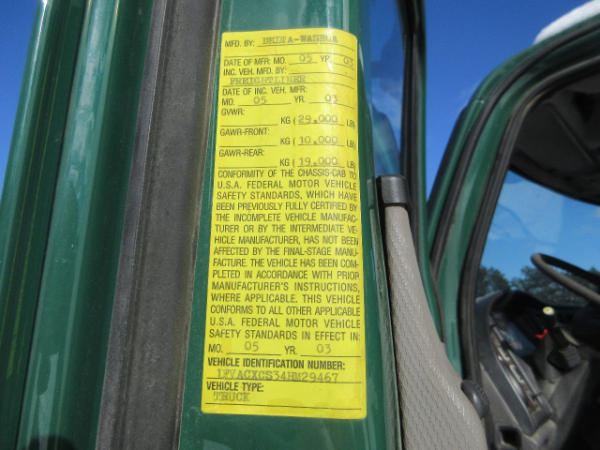 MFD. BY: DELTA-WASECA
DATE OF MFR: MO. 05 YR. 03
INC. VEH. MFD. BY:
FREIGHTLINER
DATE OF INC. VEH. MFR:
MO. 05 YR. 03
GVWR:
KG ( 29,000 LB)
GAWR-FRONT:
KG ( 10,000 LB)
GAWR-REAR:
KG ( 19,000 LB)
CONFORMITY OF THE CHASSIS-CAB TO
U.S.A. FEDERAL MOTOR VEHICLE
SAFETY STANDARDS, WHICH HAVE
BEEN PREVIOUSLY FULLY CERTIFIED BY
THE INCOMPLETE VEHICLE MANUFAC-
TURER OR BY THE INTERMEDIATE VE-
HICLE MANUFACTURER, HAS NOT BEEN
AFFECTED BY THE FINAL-STAGE MANU-
FACTURE. THE VEHICLE HAS BEEN COM-
PLETED IN ACCORDANCE WITH PRIOR
MANUFACTURER'S INSTRUCTIONS,
WHERE APPLICABLE. THIS VEHICLE
CONFORMS TO ALL OTHER APPLICABLE
U.S.A. FEDERAL MOTOR VEHICLE
SAFETY STANDARDS IN EFFECT IN:
MO. 05 YR. 03
VEHICLE IDENTIFICATION NUMBER:
1FVACXCS34HM29467
VEHICLE TYPE:
TRUCK